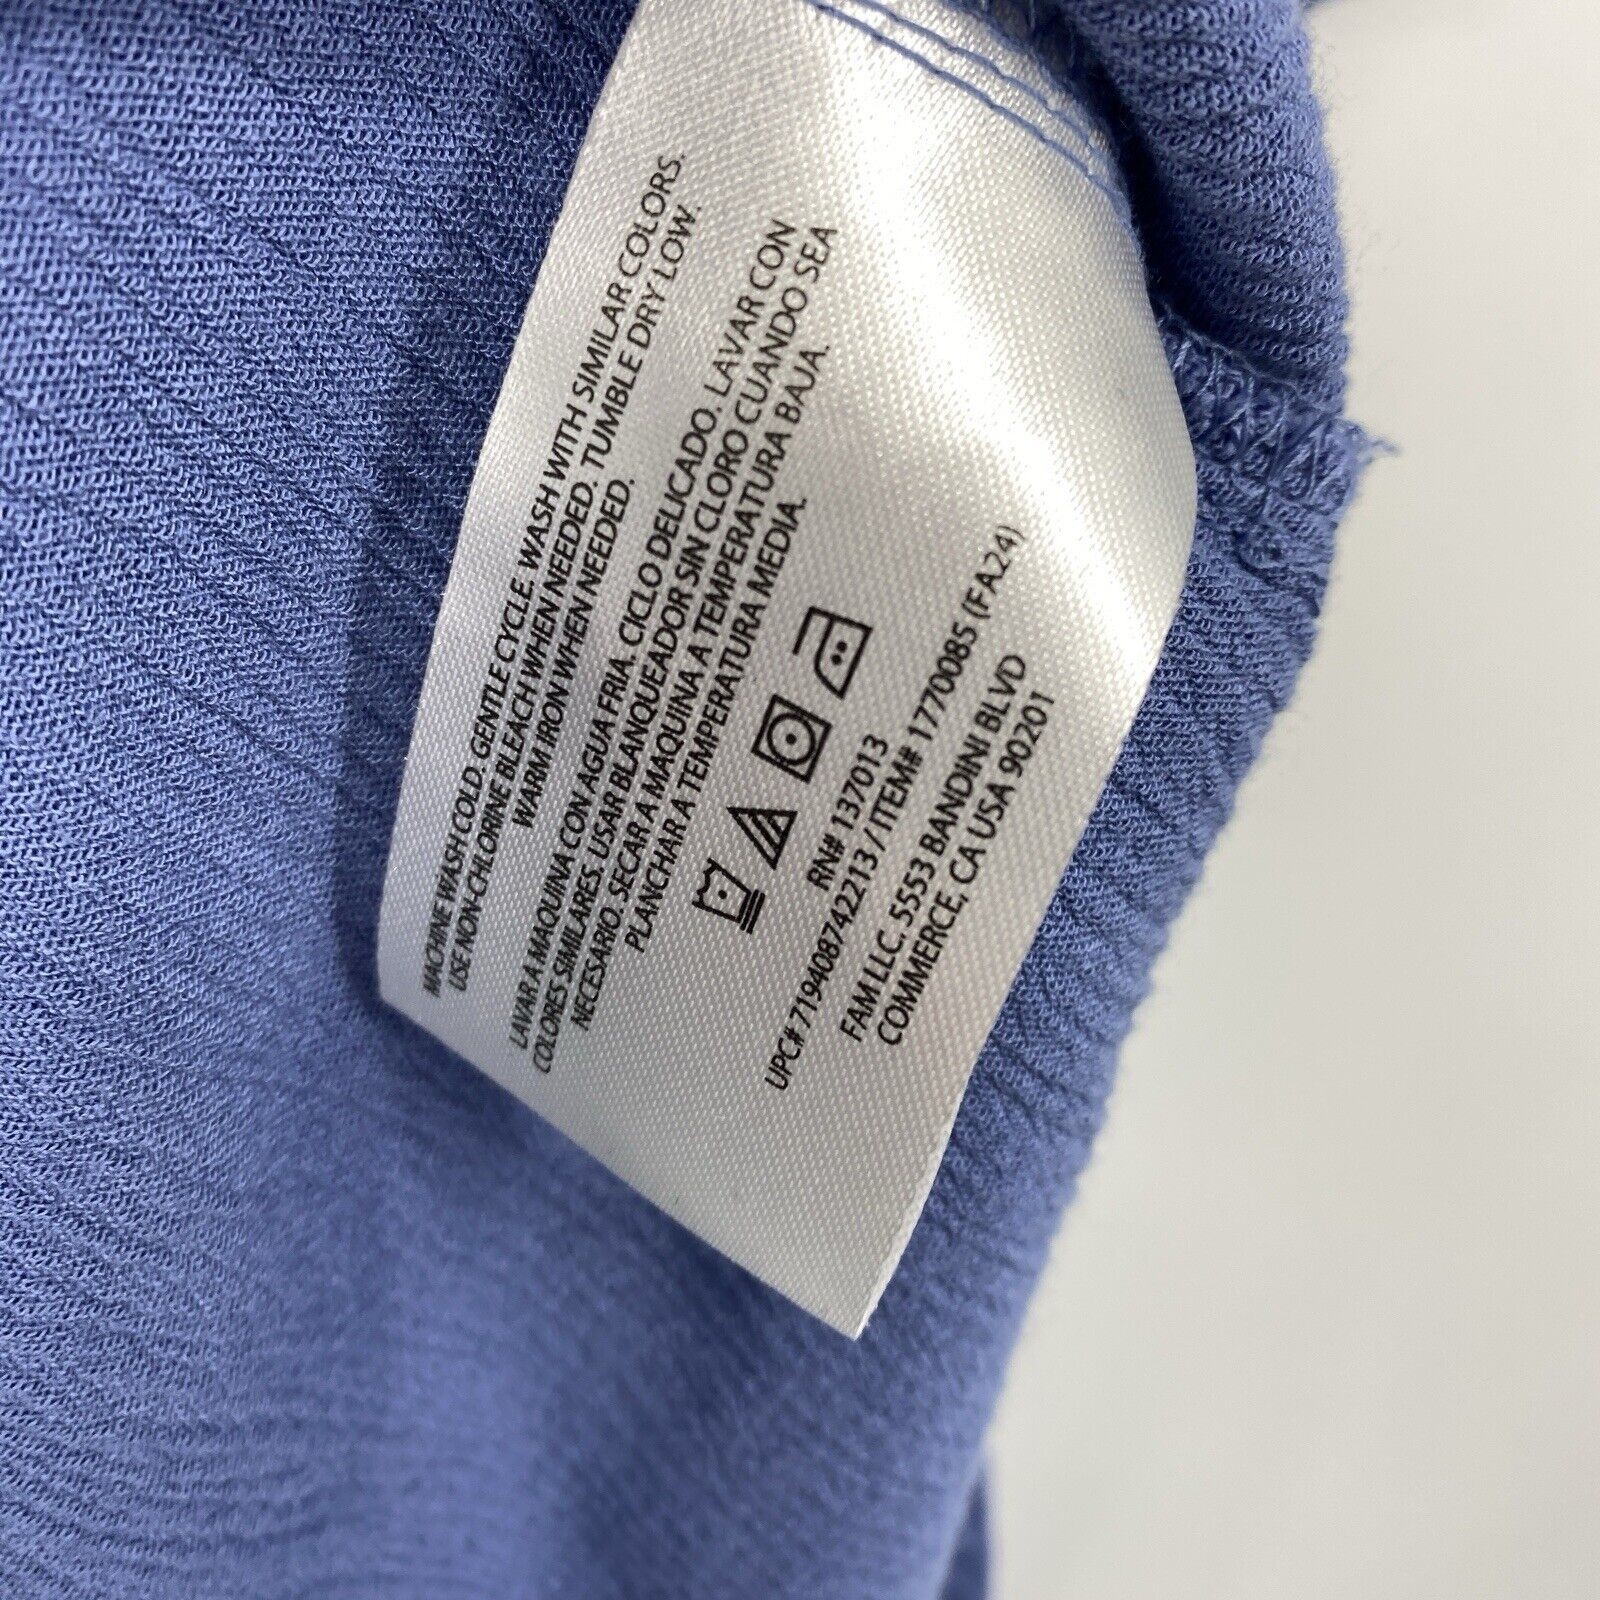 MACHINE WASH COLD. GENTLE CYCLE. WASH WITH SIMILAR COLORS.
USE NON-CHLORINE BLEACH WHEN NEEDED. TUMBLE DRY LOW.
WARM IRON WHEN NEEDED.
LAVAR A MAQUINA CON AGUA FRIA. CICLO DELICADO. LAVAR CON
COLORES SIMILARES. USAR BLANQUEADOR SIN CLORO CUANDO SEA
NECESARIO. SECAR A MAQUINA A TEMPERATURA BAJA.
PLANCHAR A TEMPERATURA MEDIA.
RN# 137013
UPC# 719408742213 / ITEM# 1770085 (FA24)
FAM LLC. 5553 BANDINI BLVD
COMMERCE, CA USA 90201